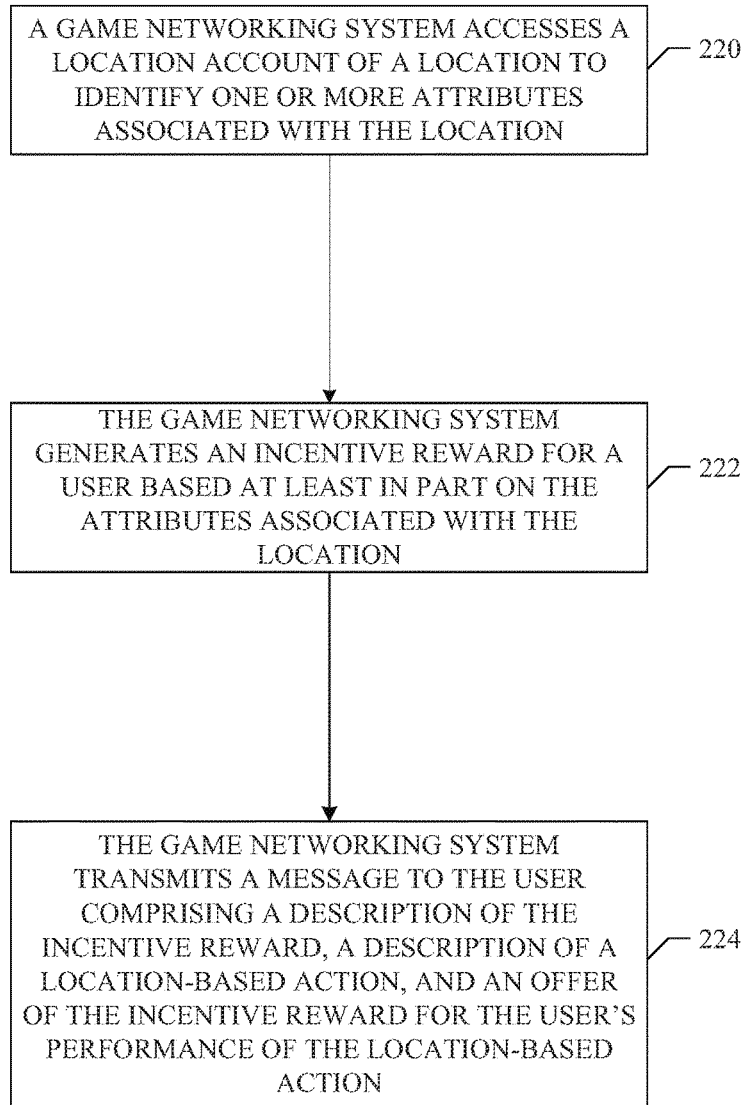 A GAME NETWORKING SYSTEM ACCESSES A
LOCATION ACCOUNT OF A LOCATION TO
IDENTIFY ONE OR MORE ATTRIBUTES
ASSOCIATED WITH THE LOCATION
220
THE GAME NETWORKING SYSTEM
GENERATES AN INCENTIVE REWARD FOR A
USER BASED AT LEAST IN PART ON THE
ATTRIBUTES ASSOCIATED WITH THE
LOCATION
222
THE GAME NETWORKING SYSTEM
TRANSMITS A MESSAGE TO THE USER
COMPRISING A DESCRIPTION OF THE
INCENTIVE REWARD, A DESCRIPTION OF A
LOCATION-BASED ACTION, AND AN OFFER
OF THE INCENTIVE REWARD FOR THE USER'S
PERFORMANCE OF THE LOCATION-BASED
ACTION
224